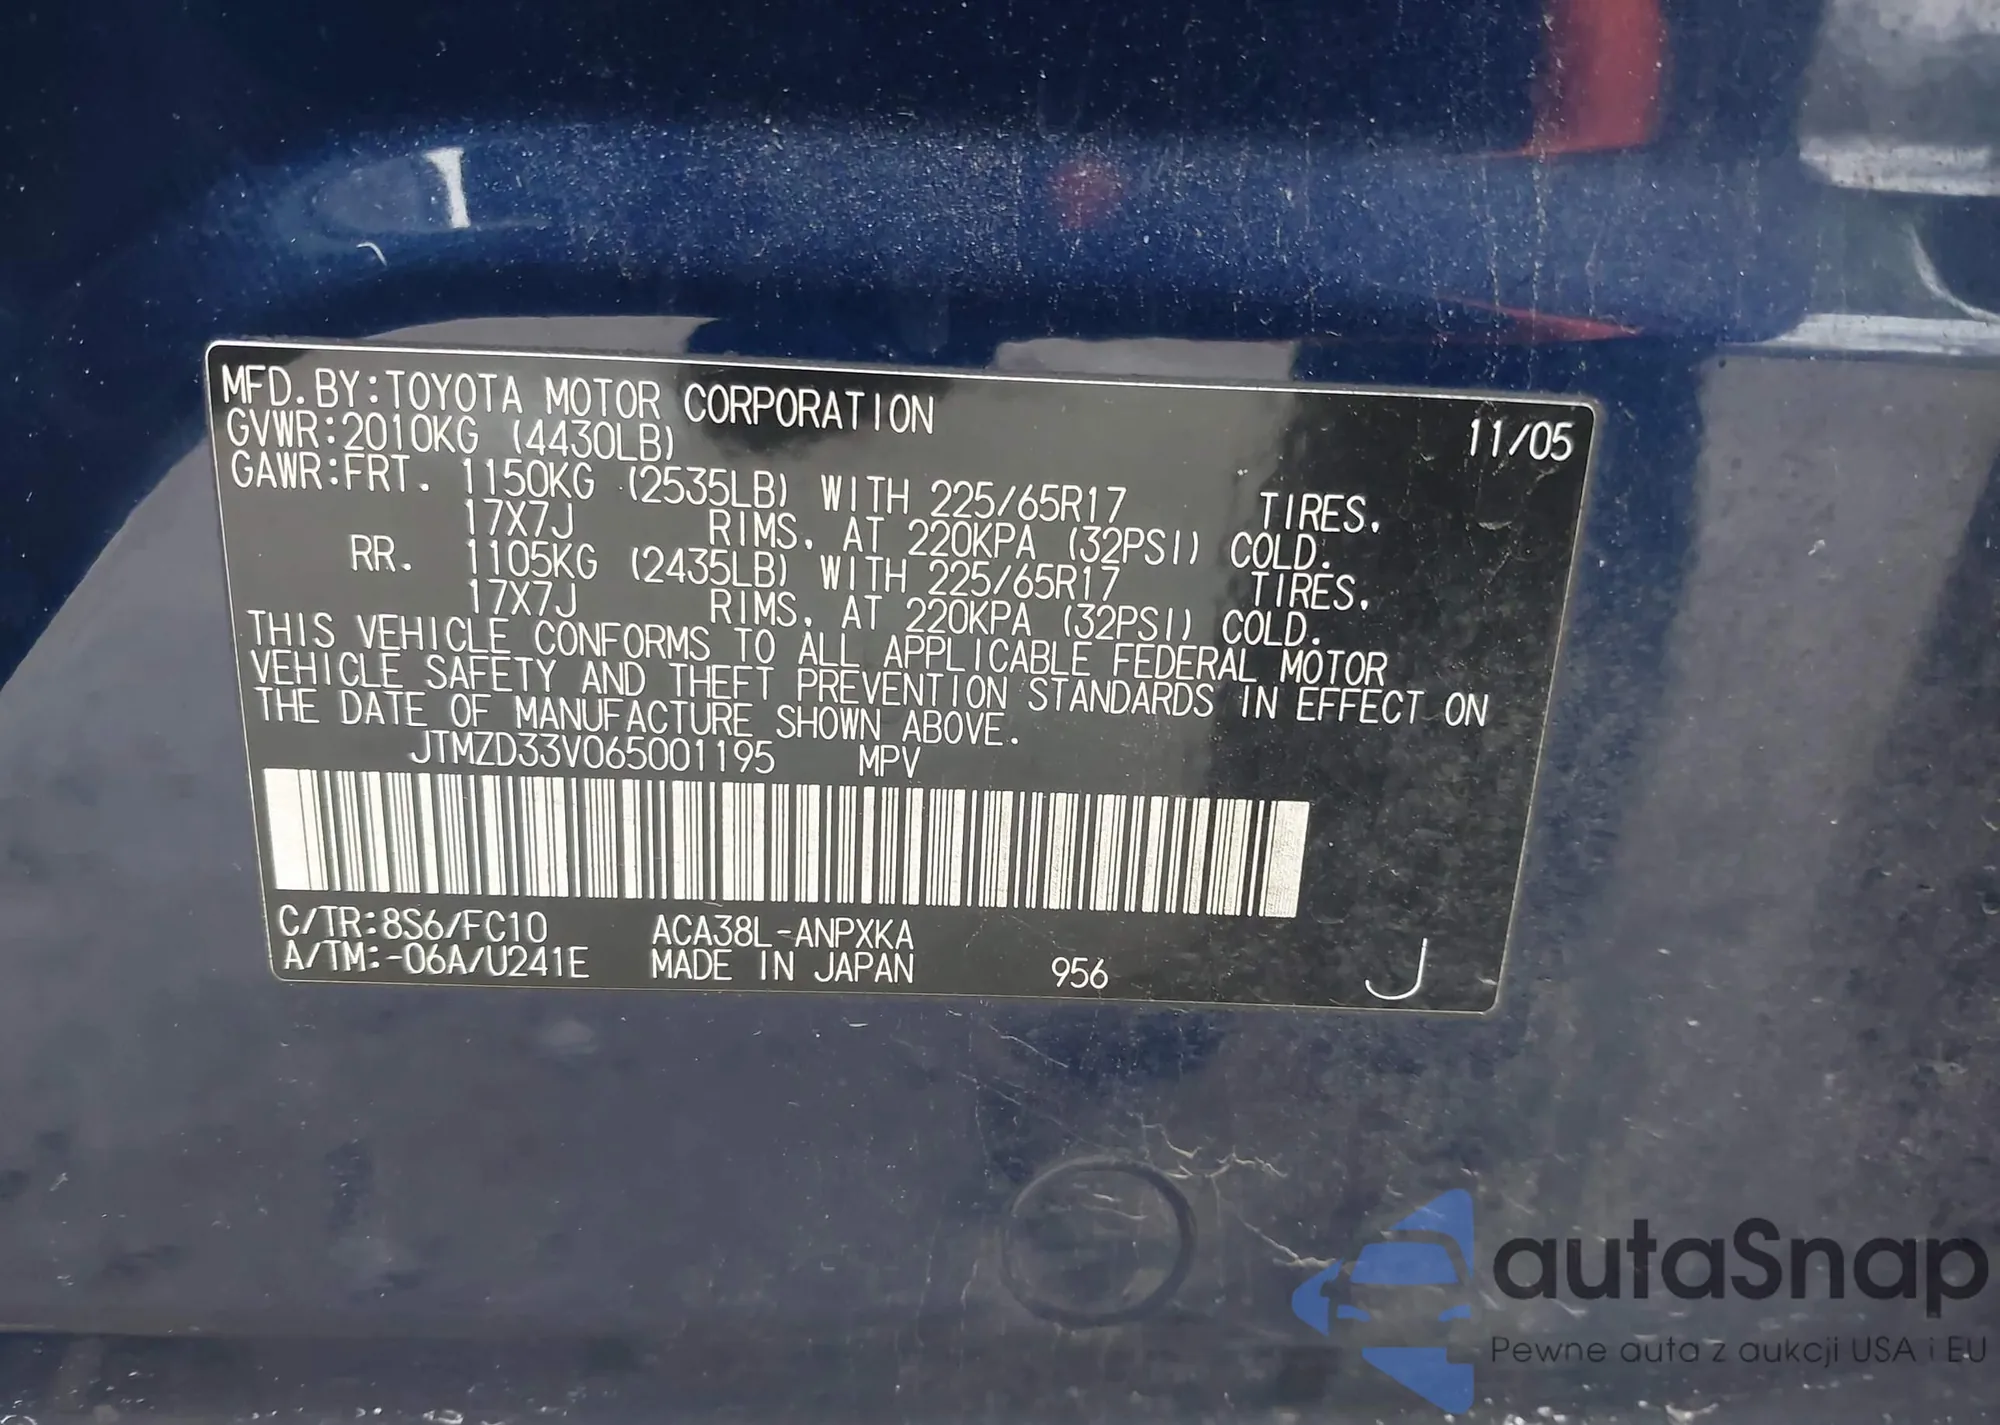 MFD. BY:TOYOTA MOTOR CORPORATION 11/05
GVWR:2010KG (4430LB)
GAWR:FRT. 1150KG (2535LB) WITH 225/65R17 TIRES,
17X7J RIMS, AT 220KPA (32PSI) COLD.
RR. 1105KG (2435LB) WITH 225/65R17 TIRES,
17X7J RIMS, AT 220KPA (32PSI) COLD.
THIS VEHICLE CONFORMS TO ALL APPLICABLE FEDERAL MOTOR
VEHICLE SAFETY AND THEFT PREVENTION STANDARDS IN EFFECT ON
THE DATE OF MANUFACTURE SHOWN ABOVE.
JTMZD33V065001195 MPV
C/TR:8S6/FC10 ACA38L-ANPXKA
A/TM:-06A/U241E MADE IN JAPAN 956 J
autaSnap
Pewne auta z aukcji USA i EU